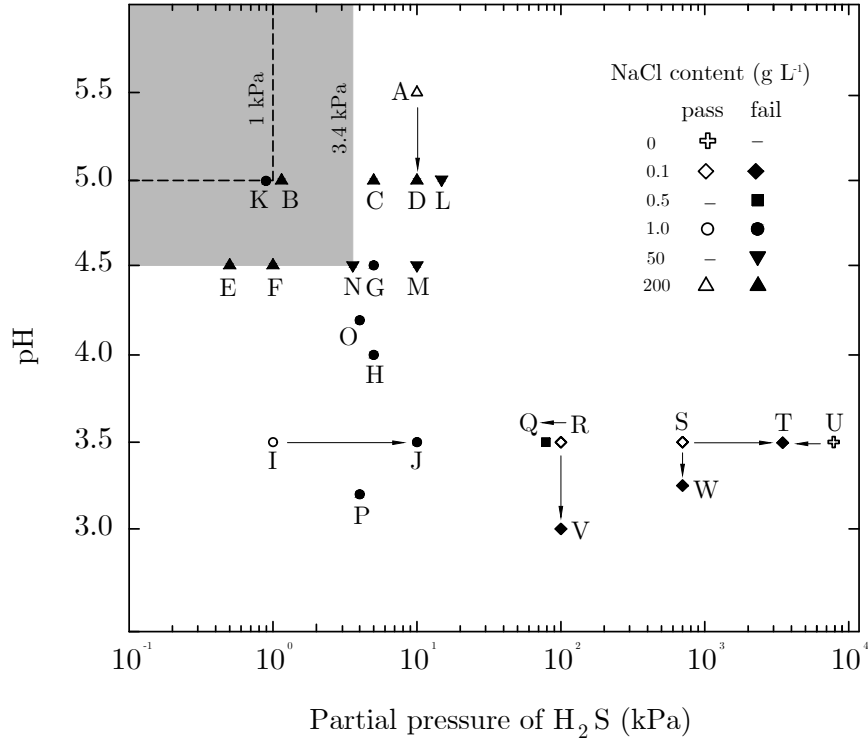 NaCl content (g L⁻¹)
pass fail
0 –
0.1
0.5 –
1.0
50 –
200
1 kPa
3.4 kPa
A
K B C D L
E F N G M
O
H
Q R S T U
I J
W
P
V
5.5
5.0
4.5
4.0
3.5
3.0
pH
10⁻¹ 10⁰ 10¹ 10² 10³ 10⁴
Partial pressure of H₂S (kPa)